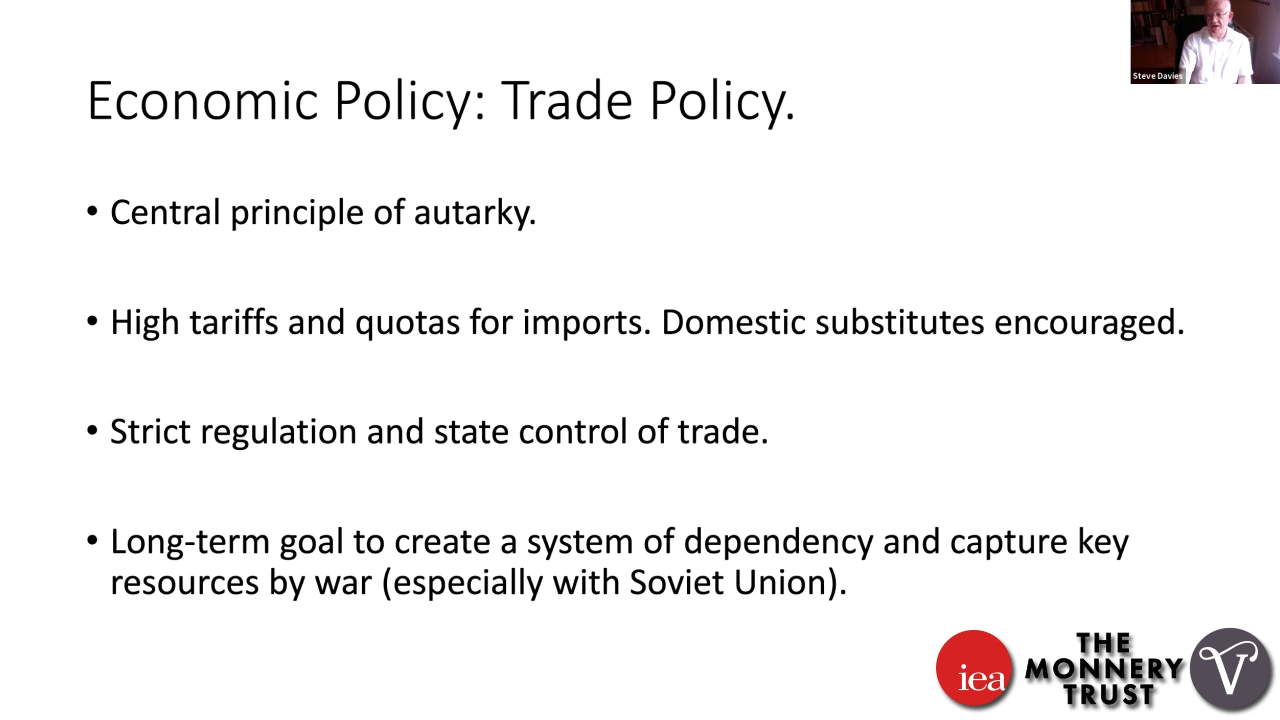 Steve Davies
Economic Policy: Trade Policy.
• Central principle of autarky.
• High tariffs and quotas for imports. Domestic substitutes encouraged.
• Strict regulation and state control of trade.
• Long-term goal to create a system of dependency and capture key
resources by war (especially with Soviet Union).
iea
THE
MONNERY
TRUST
V